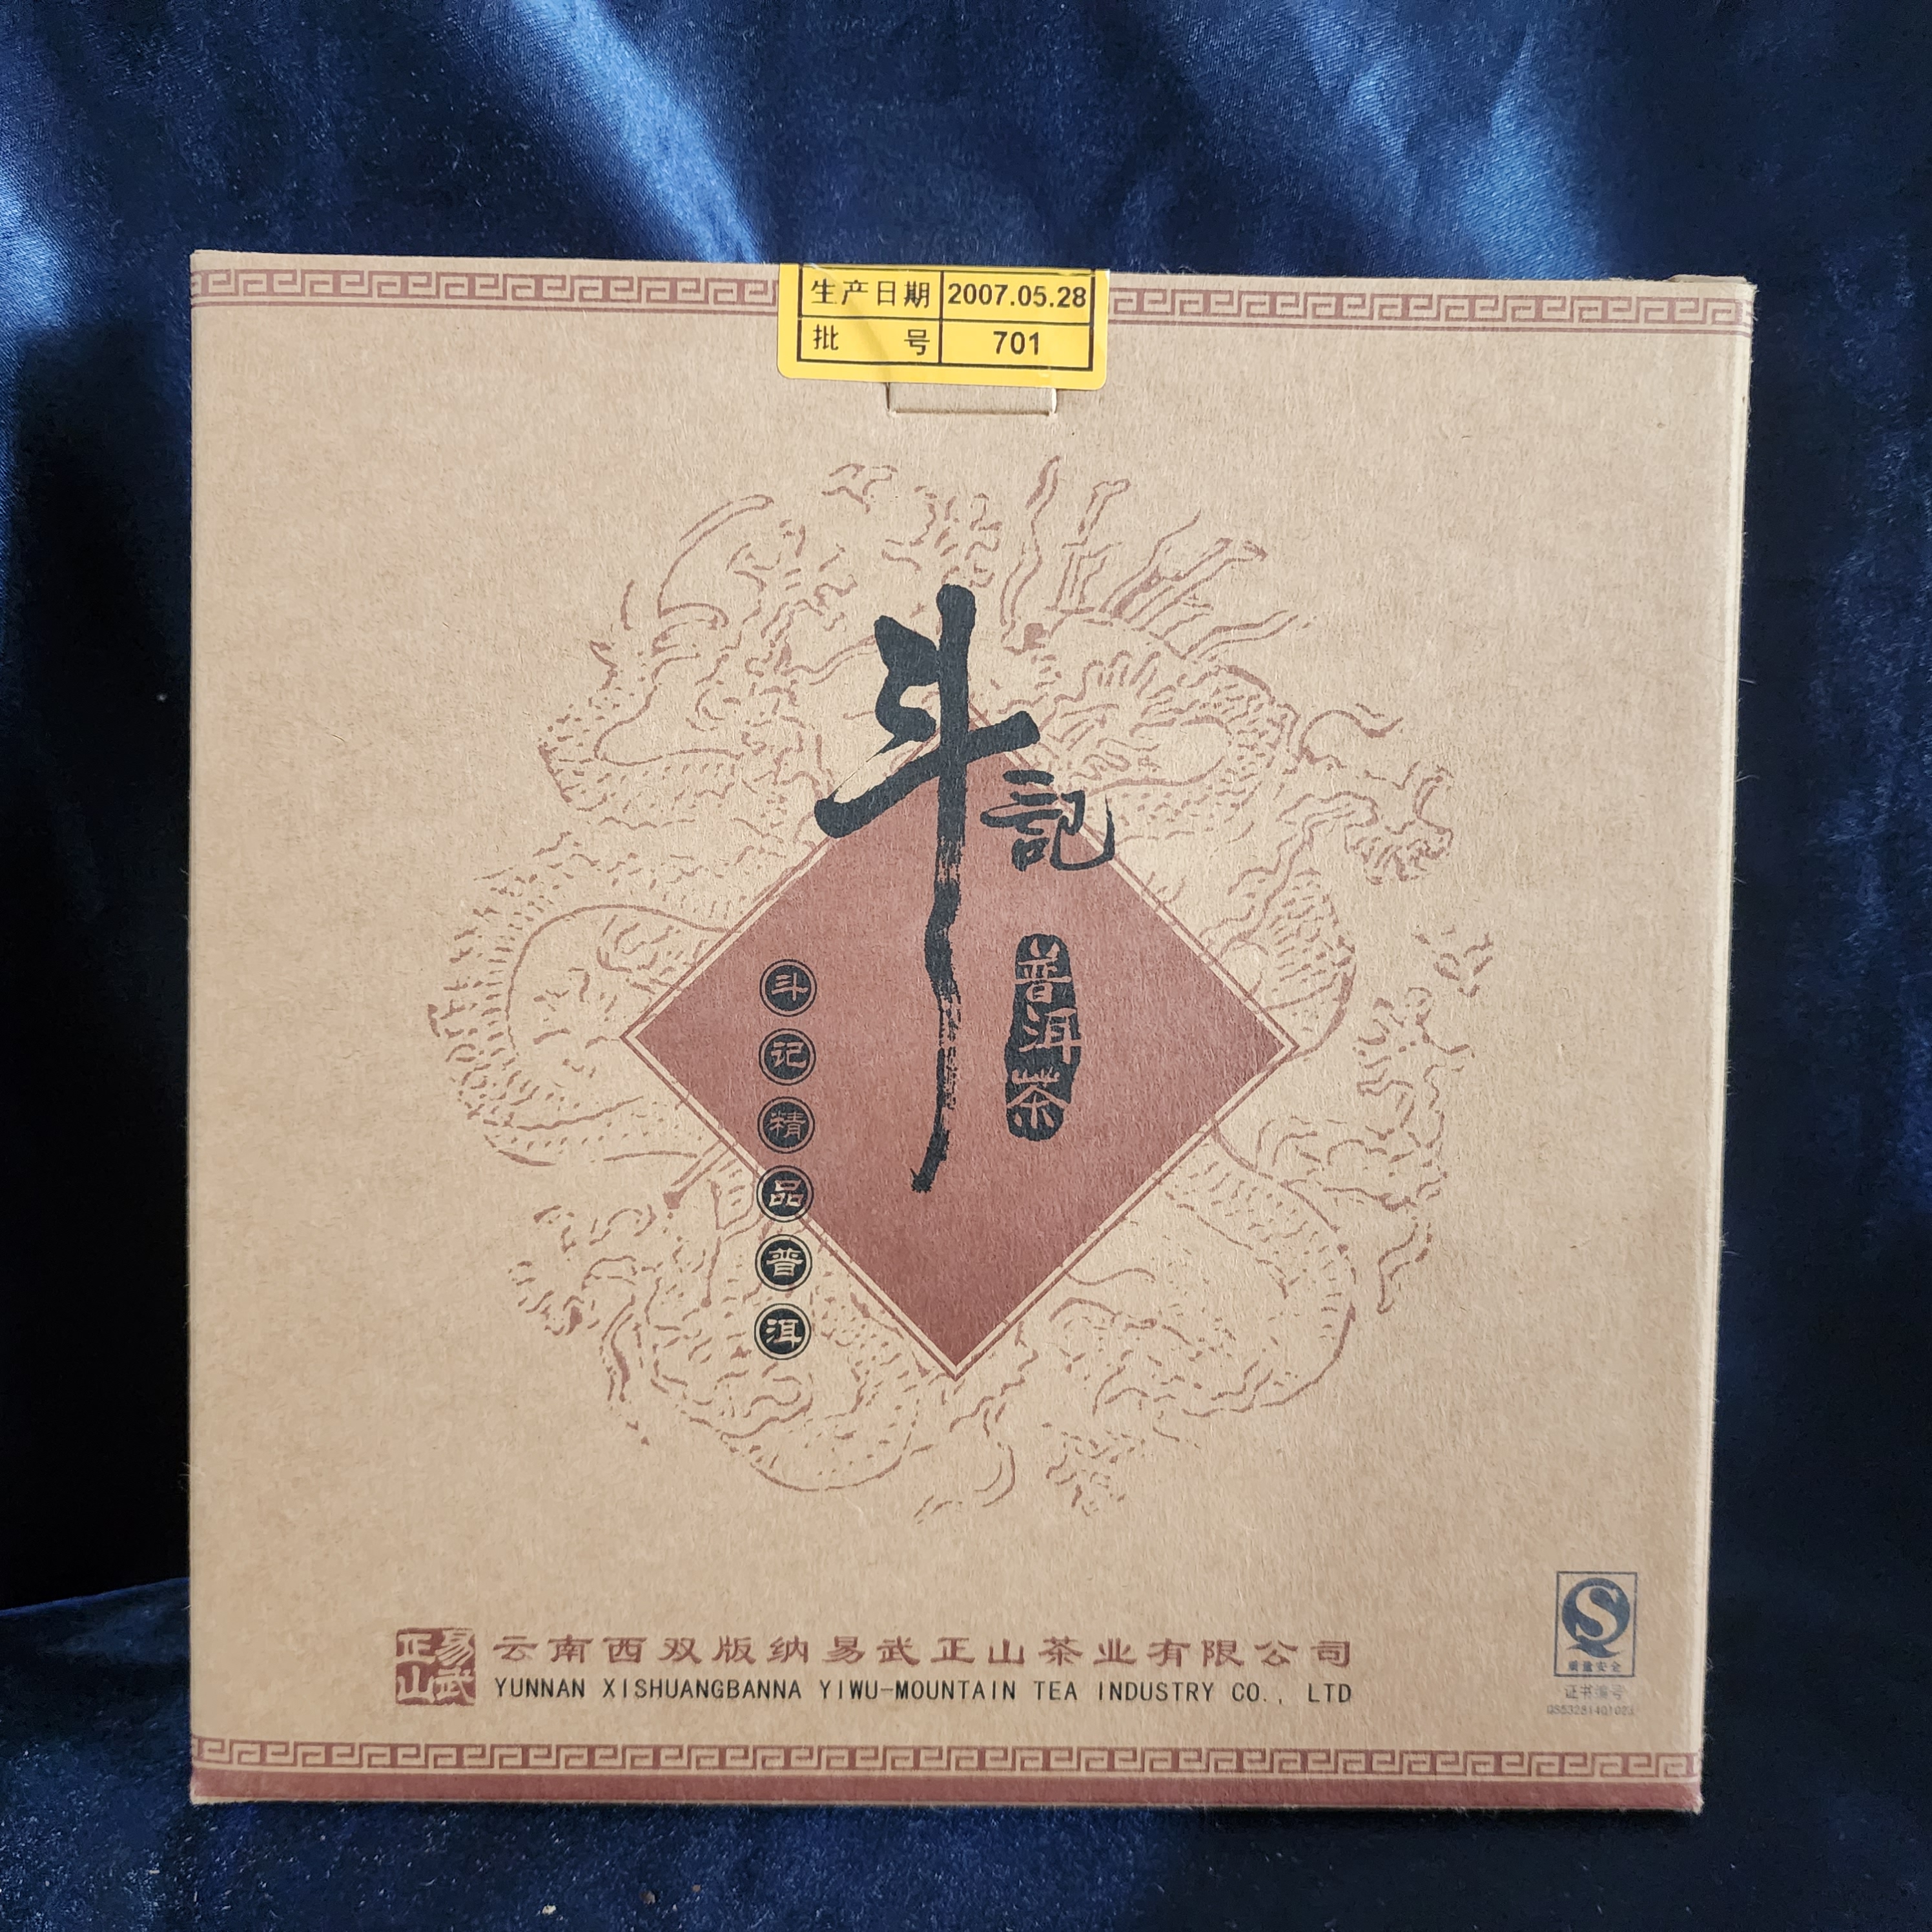 生产日期 2007.05.28
批号 701
斗記
普洱茶
斗记精品普洱
易武正山
云南西双版纳易武正山茶业有限公司
YUNNAN XISHUANGBANNA YIWU-MOUNTAIN TEA INDUSTRY CO., LTD
质量安全
证书编号